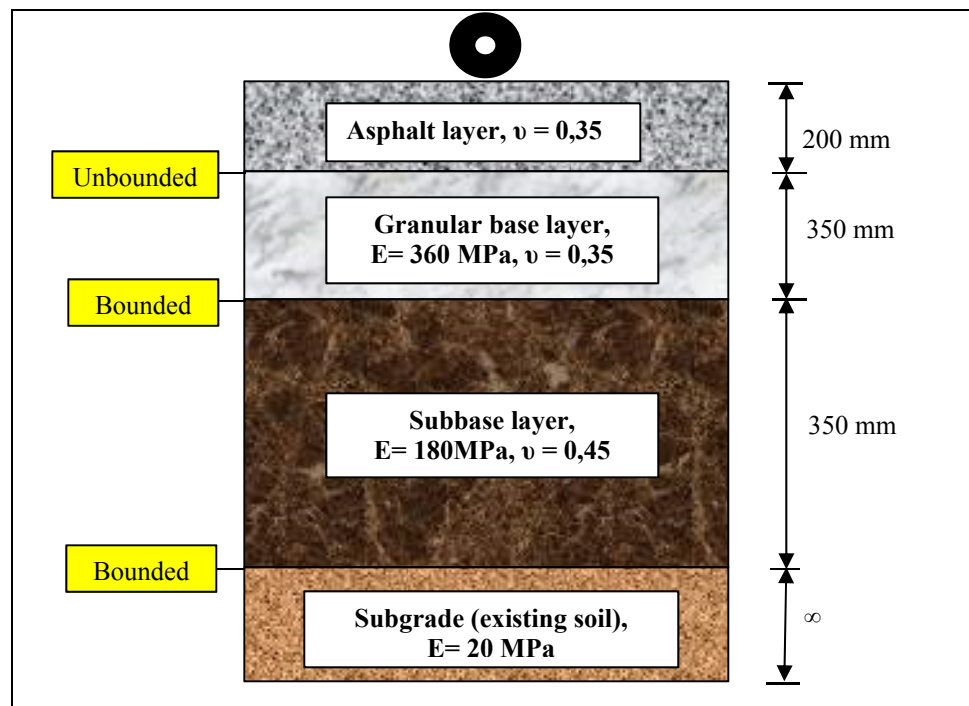 Asphalt layer, υ = 0,35
200 mm
Unbounded
Granular base layer,
E= 360 MPa, υ = 0,35
350 mm
Bounded
Subbase layer,
E= 180MPa, υ = 0,45
350 mm
Bounded
Subgrade (existing soil),
E= 20 MPa
∞